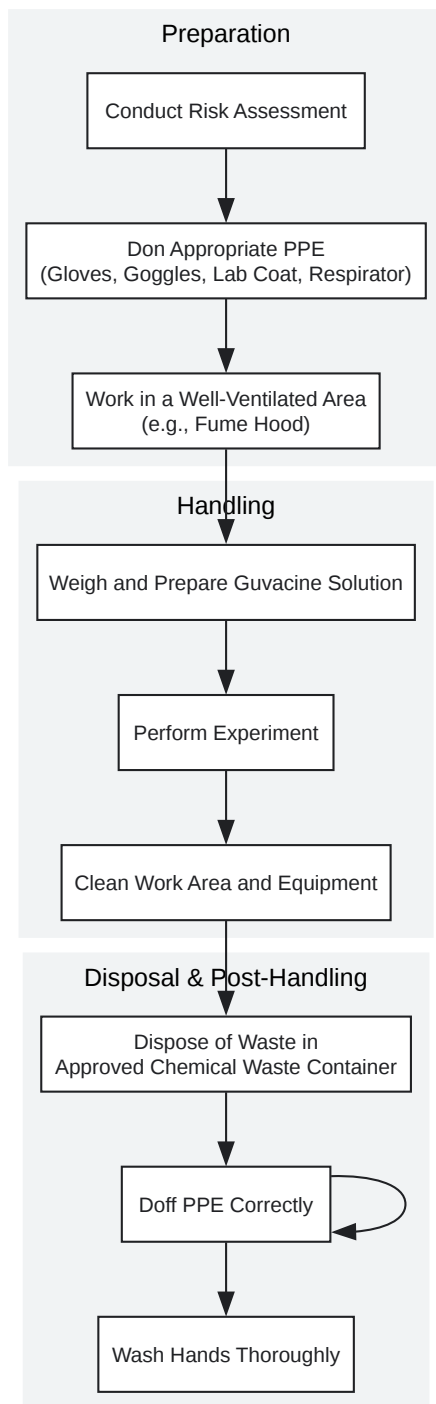 Preparation
Conduct Risk Assessment
Don Appropriate PPE
(Gloves, Goggles, Lab Coat, Respirator)
Work in a Well-Ventilated Area
(e.g., Fume Hood)
Handling
Weigh and Prepare Guvacine Solution
Perform Experiment
Clean Work Area and Equipment
Disposal & Post-Handling
Dispose of Waste in
Approved Chemical Waste Container
Doff PPE Correctly
Wash Hands Thoroughly